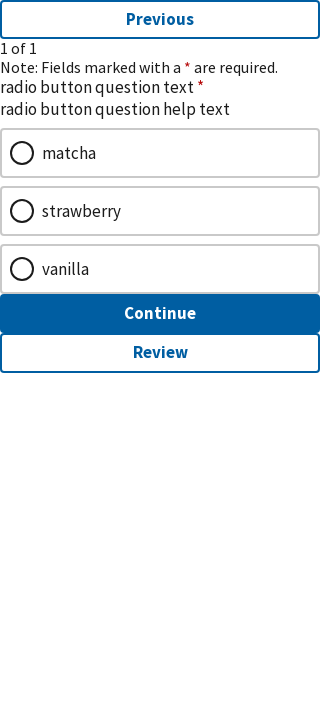 Previous
1 of 1
Note: Fields marked with a * are required.
radio button question text *
radio button question help text
matcha
strawberry
vanilla
Continue
Review